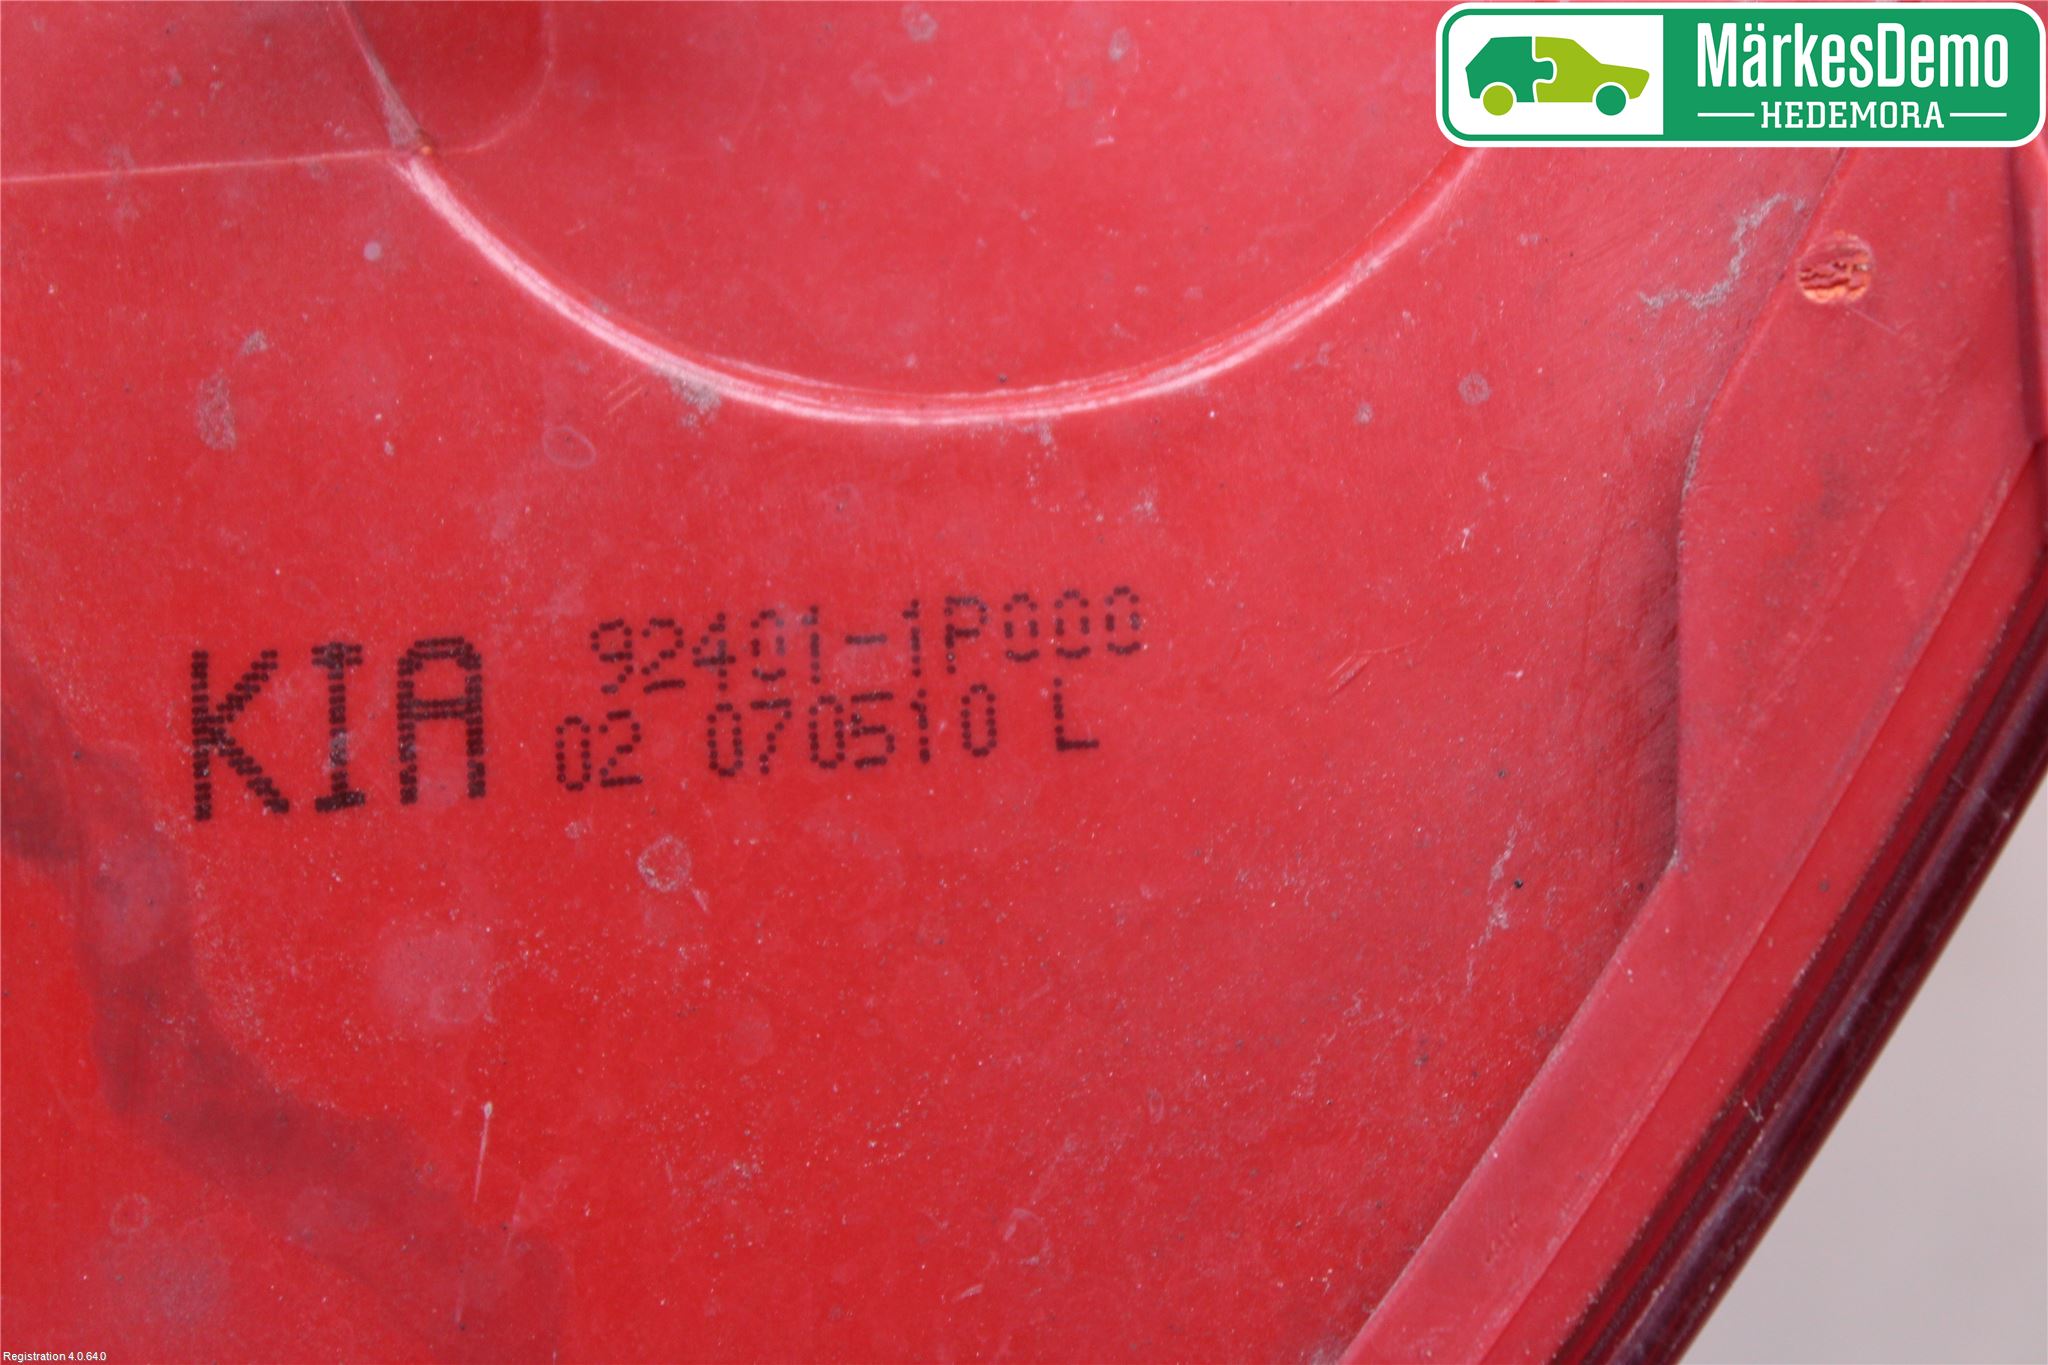 MärkesDemo
HEDEMORA
KIA
92401-1P000
02 070510 L
Registration 4.0.64.0